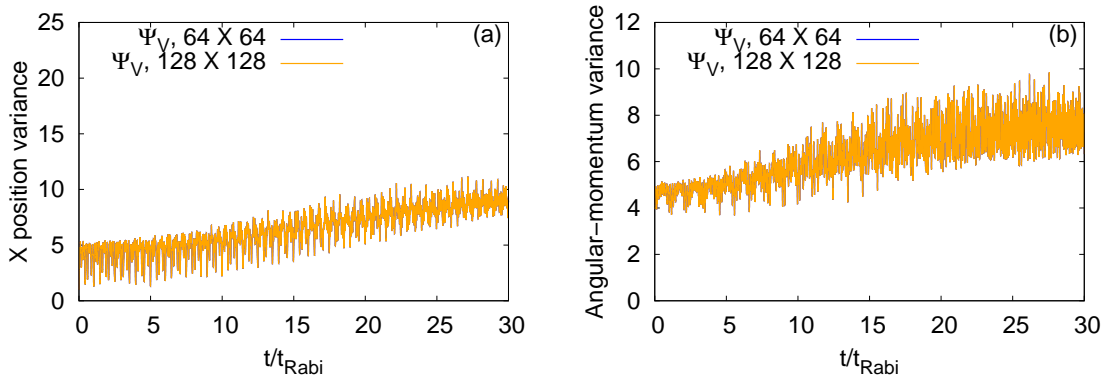 25
20
15
10
5
0
X position variance
Ψ_V, 64 X 64
Ψ_V, 128 X 128
(a)
0 5 10 15 20 25 30
t/t_Rabi
12
10
8
6
4
2
0
Angular−momentum variance
Ψ_V, 64 X 64
Ψ_V, 128 X 128
(b)
0 5 10 15 20 25 30
t/t_Rabi